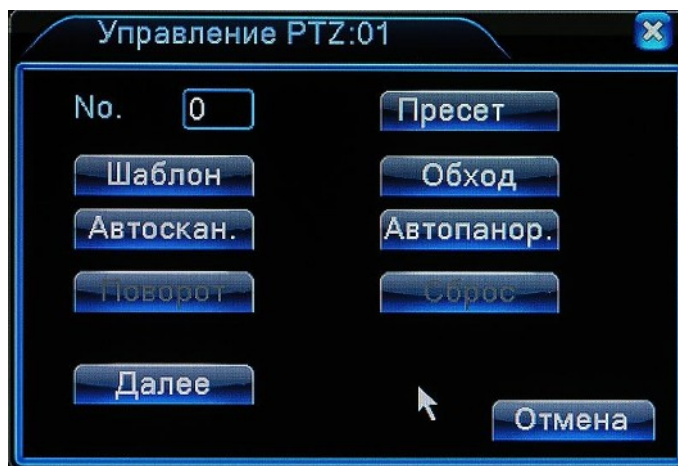 Управление PTZ:01
No. 0 Пресет
Шаблон Обход
Автоскан. Автопанор.
Поворот Сброс
Далее
Отмена